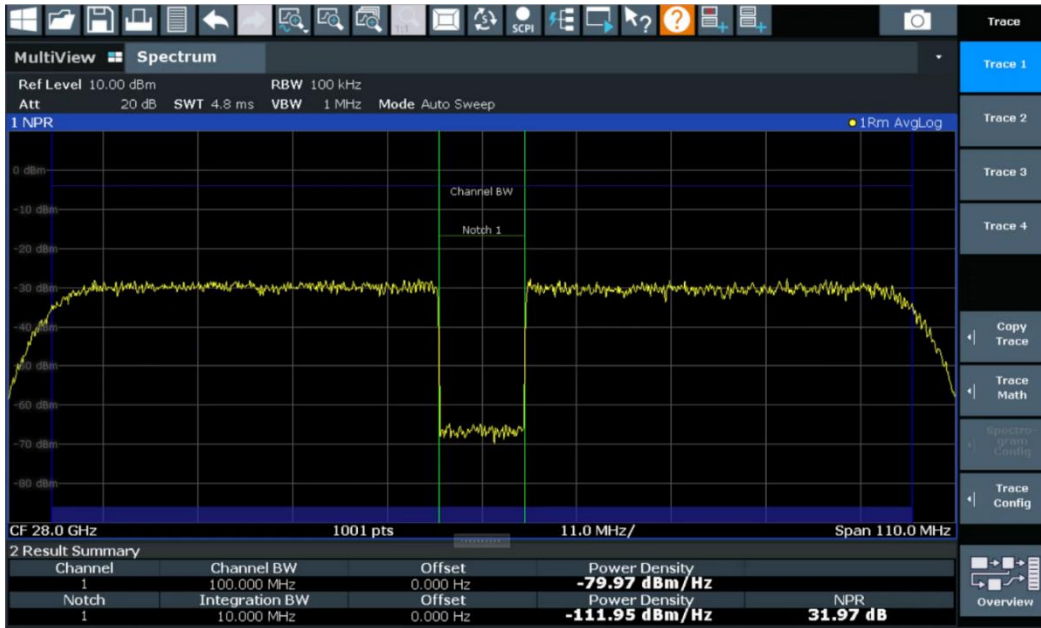 SCPI
Trace
MultiView Spectrum
Trace 1
Ref Level 10.00 dBm RBW 100 kHz
Att 20 dB SWT 4.8 ms VBW 1 MHz Mode Auto Sweep
1 NPR 1Rm AvgLog
Trace 2
0 dBm
Trace 3
Channel BW
-10 dBm
Notch 1
Trace 4
-20 dBm
-30 dBm
-40 dBm
Copy
Trace
-50 dBm
Trace
Math
-60 dBm
-70 dBm
Spectro-
gram
Config
-80 dBm
Trace
Config
CF 28.0 GHz 1001 pts 11.0 MHz/ Span 110.0 MHz
2 Result Summary
Channel Channel BW Offset Power Density
1 100.000 MHz 0.000 Hz -79.97 dBm/Hz
Notch Integration BW Offset Power Density NPR
1 10.000 MHz 0.000 Hz -111.95 dBm/Hz 31.97 dB
Overview